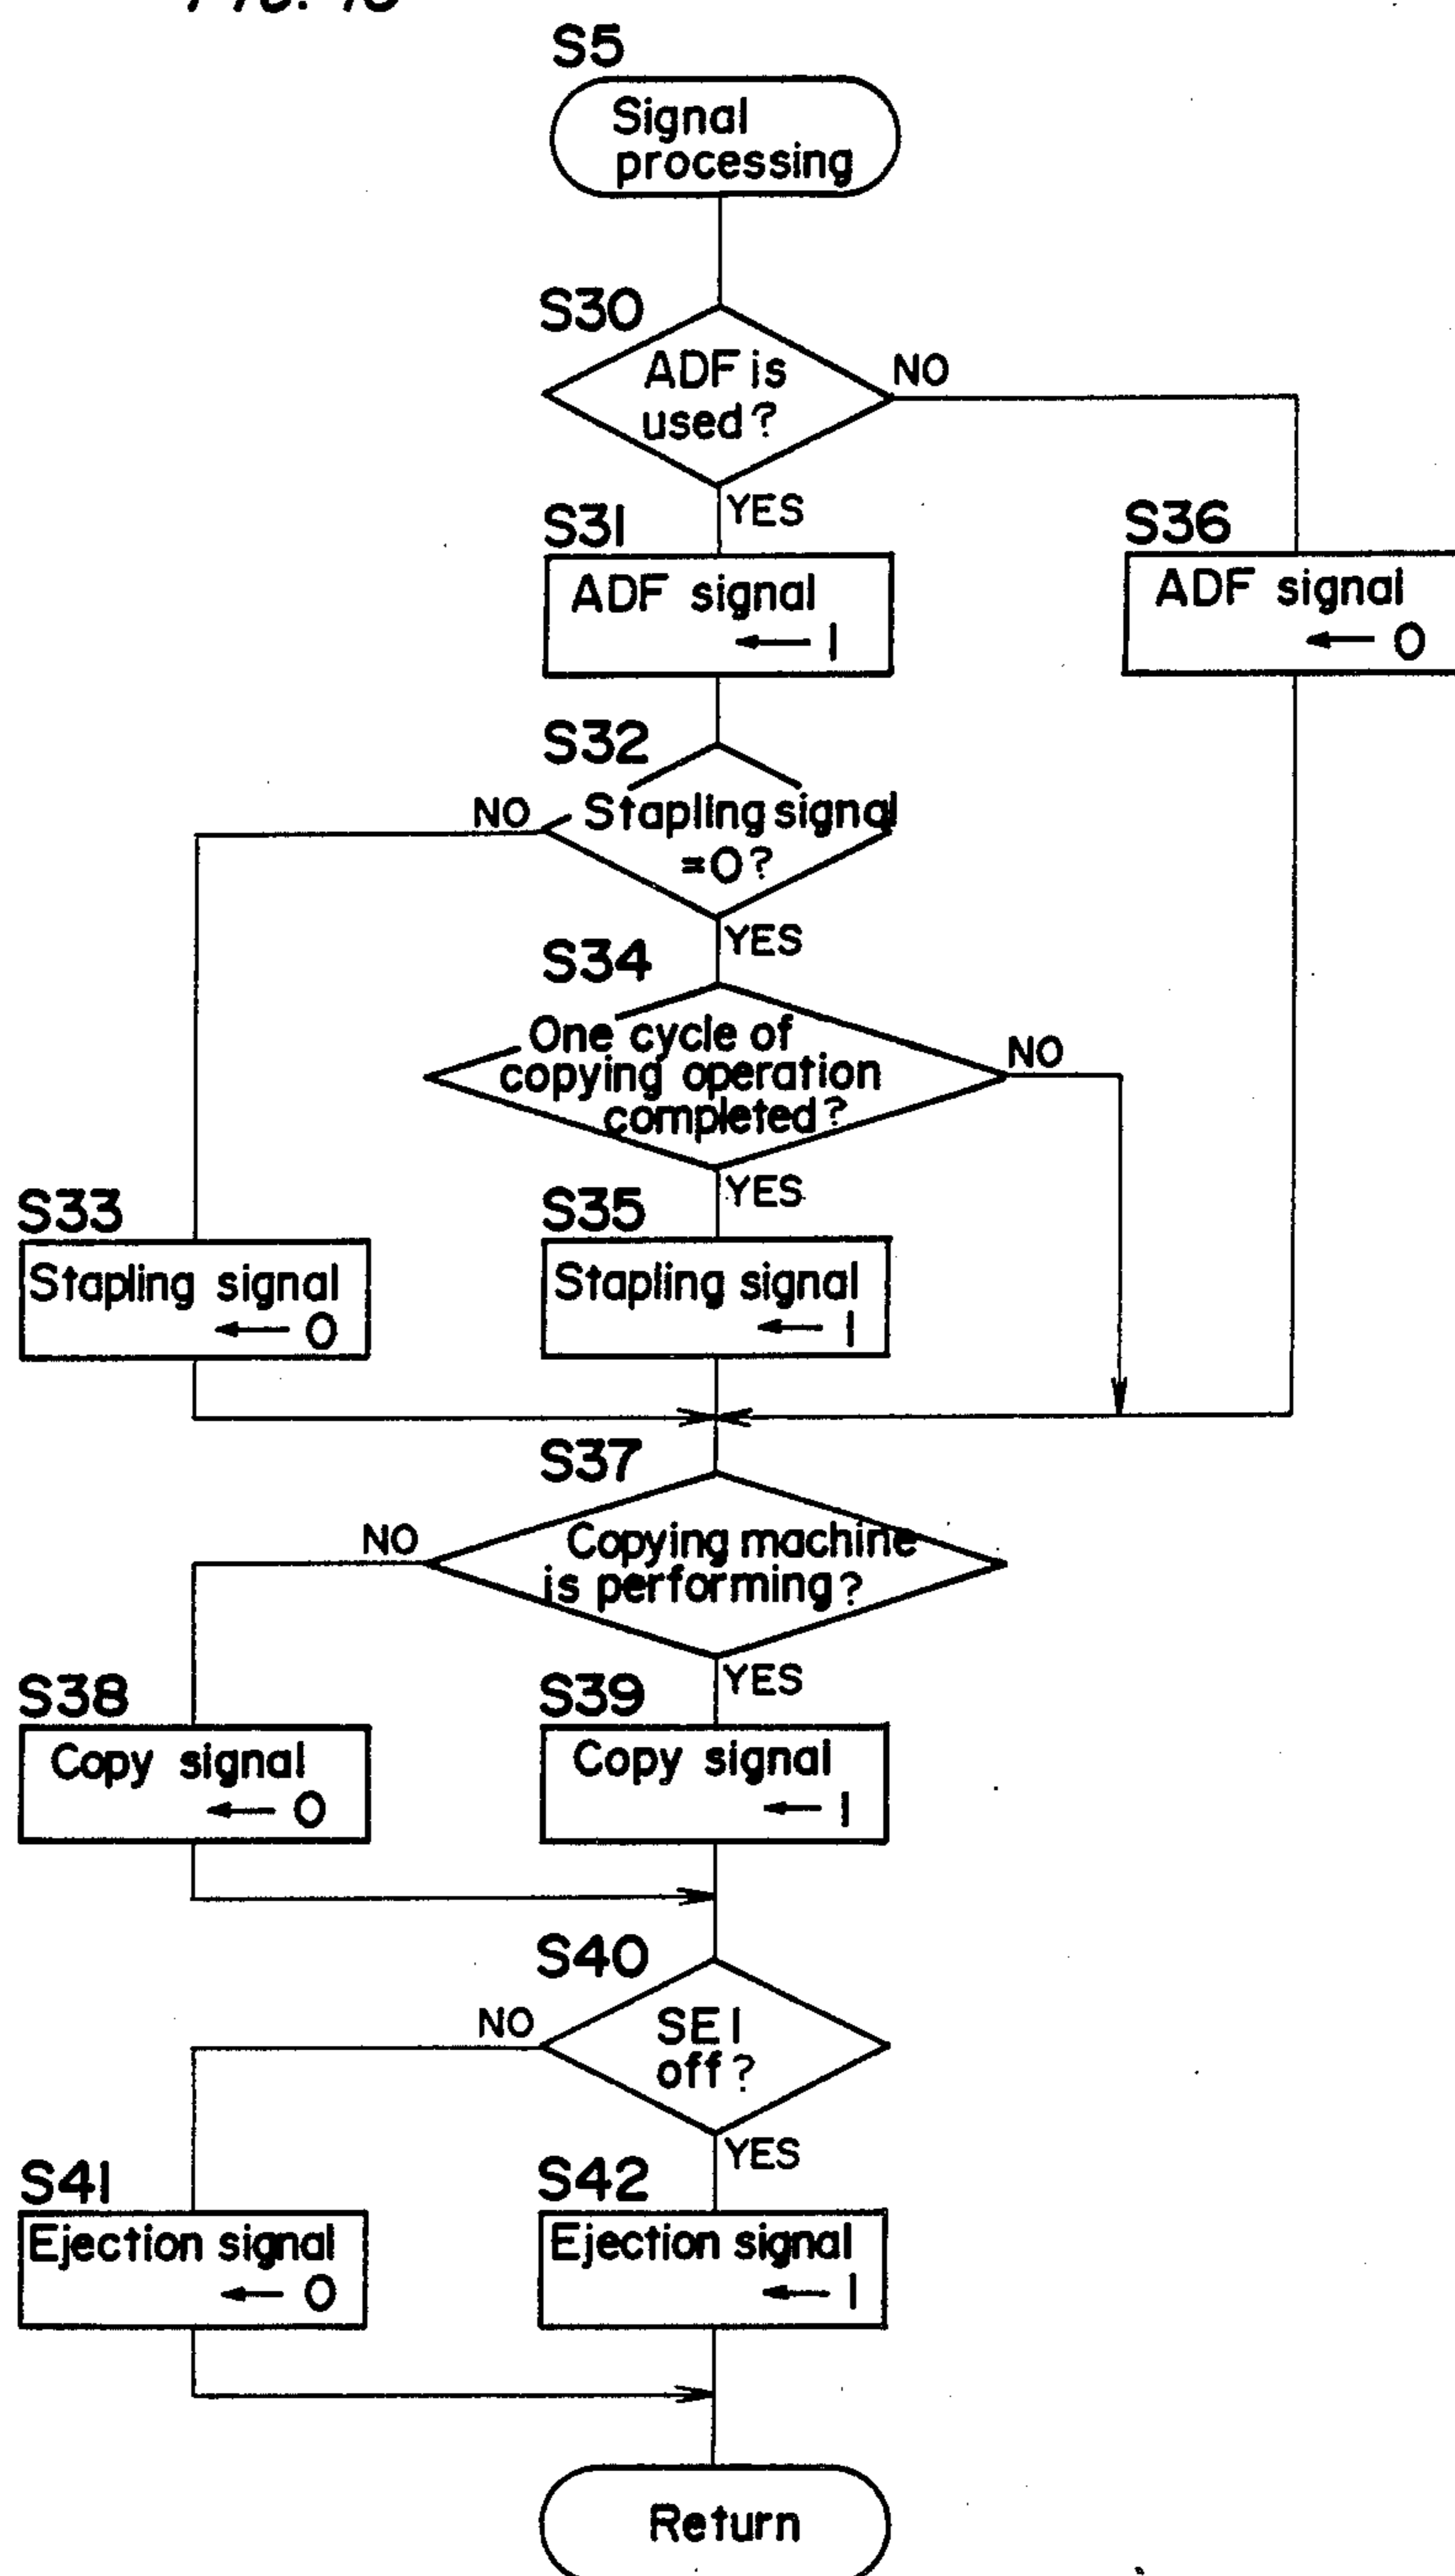 S5
Signal
processing
S30
ADF is
used?
NO
YES
S31
ADF signal
← 1
S36
ADF signal
← 0
S32
Stapling signal
=0?
NO
YES
S34
One cycle of
copying operation
completed?
NO
YES
S33
Stapling signal
← 0
S35
Stapling signal
← 1
S37
Copying machine
is performing?
NO
YES
S38
Copy signal
← 0
S39
Copy signal
← 1
S40
SE1
off?
NO
YES
S41
Ejection signal
← 0
S42
Ejection signal
← 1
Return